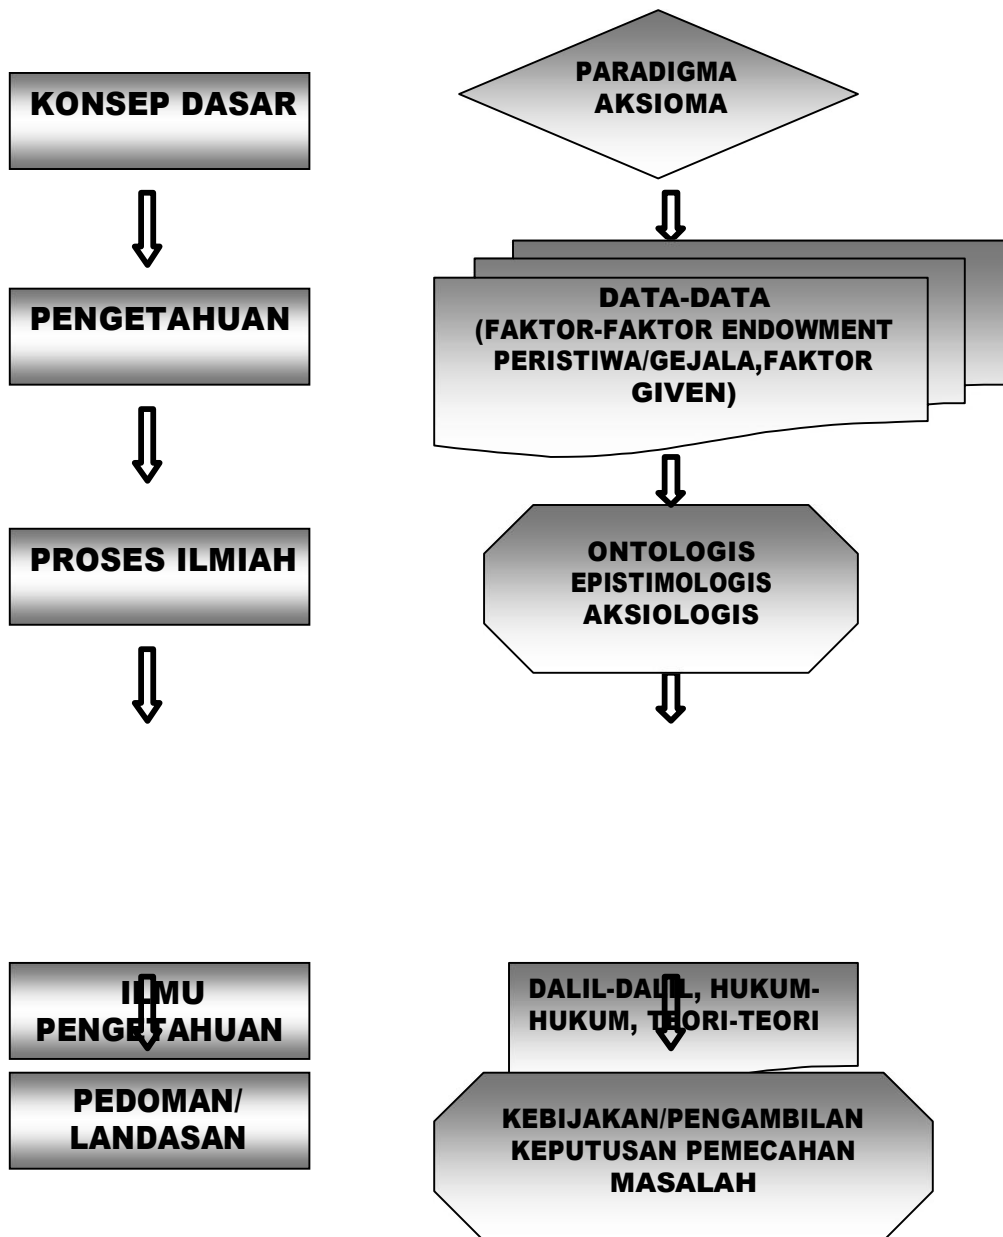 KONSEP DASAR
PARADIGMA
AKSIOMA
PENGETAHUAN
DATA-DATA
(FAKTOR-FAKTOR ENDOWMENT
PERISTIWA/GEJALA,FAKTOR
GIVEN)
PROSES ILMIAH
ONTOLOGIS
EPISTIMOLOGIS
AKSIOLOGIS
ILMU
PENGETAHUAN
DALIL-DALIL, HUKUM-
HUKUM, TEORI-TEORI
PEDOMAN/
LANDASAN
KEBIJAKAN/PENGAMBILAN
KEPUTUSAN PEMECAHAN
MASALAH